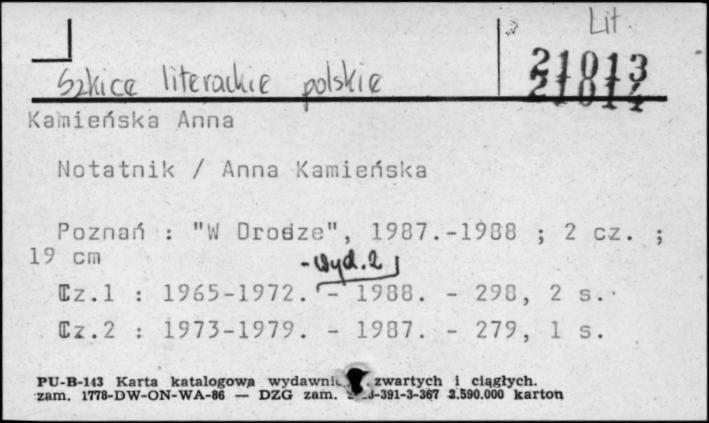 Lit.
21013
21014
Szkice literackie polskie
Kamieńska Anna
Notatnik / Anna Kamieńska
Poznań : "W Drodze", 1987.-1988 ; 2 cz. ;
19 cm
- Wyd. 2
Cz.1 : 1965-1972. - 1988. - 298, 2 s.
Cz.2 : 1973-1979. - 1987. - 279, 1 s.
PU-B-143 Karta katalogowa zwartych i ciągłych.
zam. 1778-DW-ON-WA-86 — DZG zam. -391-3-367 2.590.000 karton